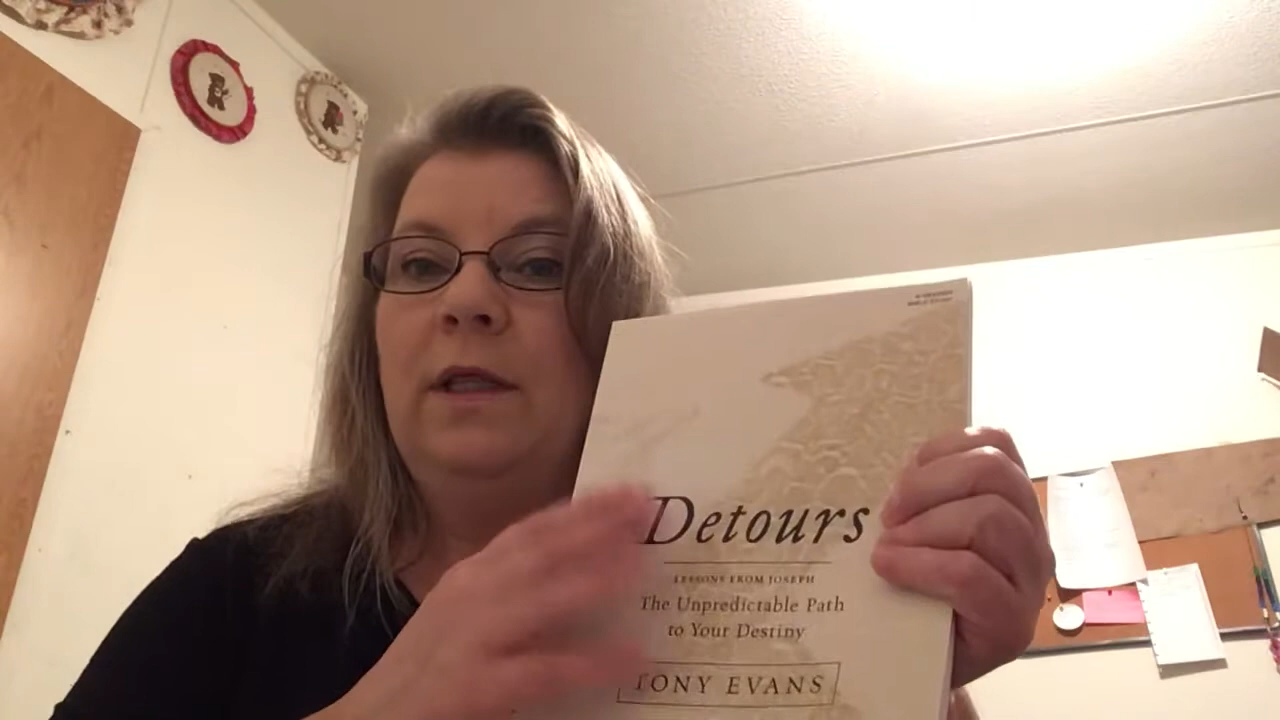 Detours
LESSONS FROM JOSEPH
The Unpredictable Path
to Your Destiny
TONY EVANS